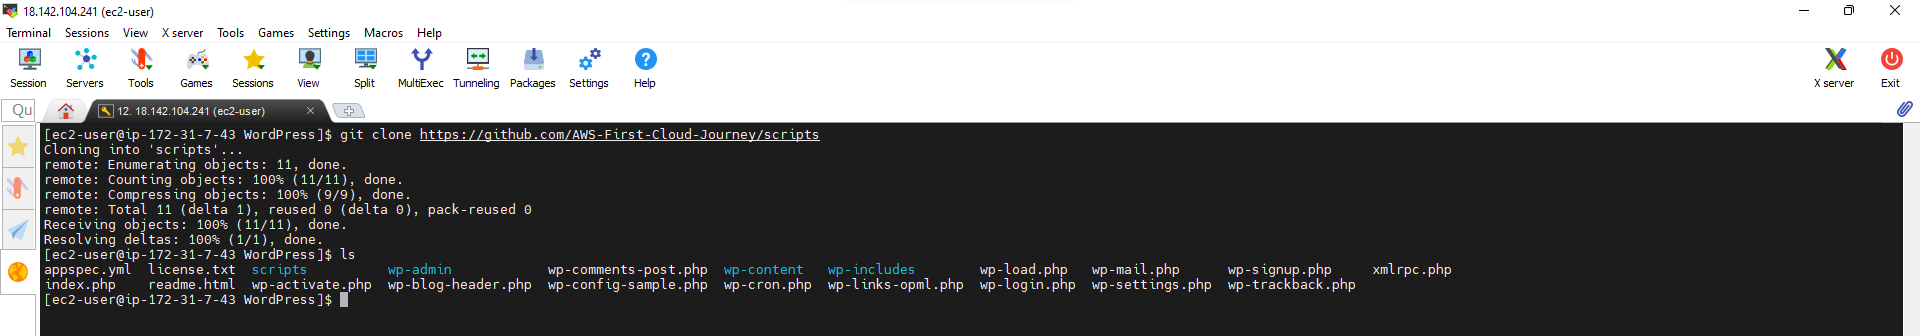 18.142.104.241 (ec2-user)
Terminal Sessions View X server Tools Games Settings Macros Help
Session Servers Tools Games Sessions View Split MultiExec Tunneling Packages Settings Help X server Exit
Qu 12. 18.142.104.241 (ec2-user)
[ec2-user@ip-172-31-7-43 WordPress]$ git clone https://github.com/AWS-First-Cloud-Journey/scripts
Cloning into 'scripts'...
remote: Enumerating objects: 11, done.
remote: Counting objects: 100% (11/11), done.
remote: Compressing objects: 100% (9/9), done.
remote: Total 11 (delta 1), reused 0 (delta 0), pack-reused 0
Receiving objects: 100% (11/11), done.
Resolving deltas: 100% (1/1), done.
[ec2-user@ip-172-31-7-43 WordPress]$ ls
appspec.yml license.txt scripts wp-admin wp-comments-post.php wp-content wp-includes wp-load.php wp-mail.php wp-signup.php xmlrpc.php
index.php readme.html wp-activate.php wp-blog-header.php wp-config-sample.php wp-cron.php wp-links-opml.php wp-login.php wp-settings.php wp-trackback.php
[ec2-user@ip-172-31-7-43 WordPress]$